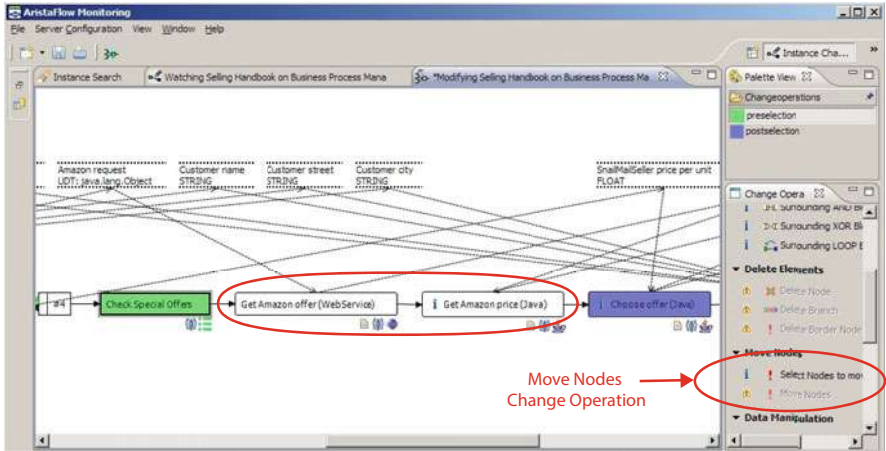 AristaFlow Monitoring
File Server Configuration View Window Help
Instance Cha... »
Instance Search
Watching Selling Handbook on Business Process Mana
*Modifying Selling Handbook on Business Process Ma
Palette View
Changeoperations
preselection
postselection
Amazon request
UDT: java.lang.Object
Customer name
STRING
Customer street
STRING
Customer city
STRING
SnailMailSeller price per unit
FLOAT
Change Opera
Surrounding AND Bl
Surrounding XOR Bl
Surrounding LOOP E
Delete Elements
Delete Node
Delete Branch
Delete Border Node
#4
Check Special Offers
Get Amazon offer (WebService)
Get Amazon price (Java)
Choose offer (Java)
Move Nodes
Select Nodes to mov
Move Nodes
Data Manipulation
Move Nodes
Change Operation